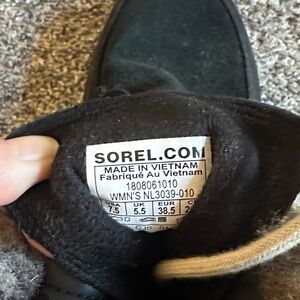 SOREL.COM
MADE IN VIETNAM
Fabriqué Au Vietnam
1808061010
WMN'S NL3039-010
USA UK EUR
7.5 5.5 38.5